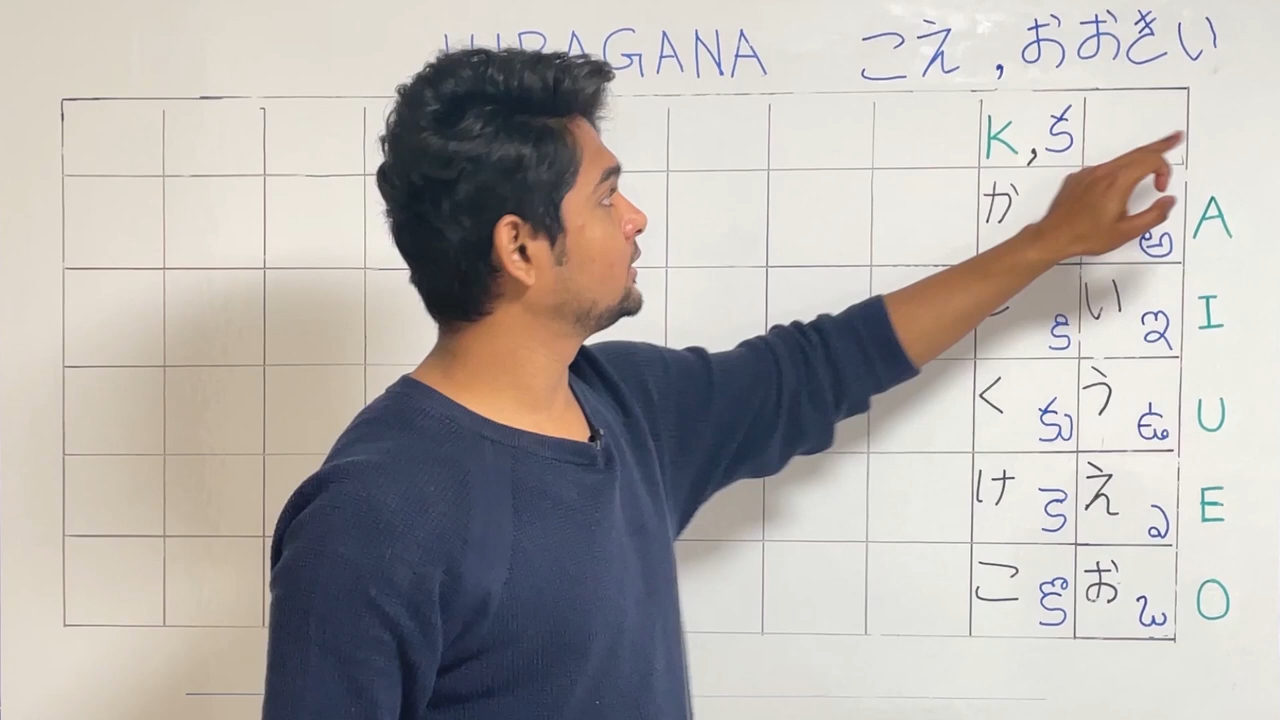 HIRAGANA こえ,おおきい
K,క్
か అ A
కి い ఇ I
く కు う ఉ U
け కె え ఎ E
こ కొ お ఒ O